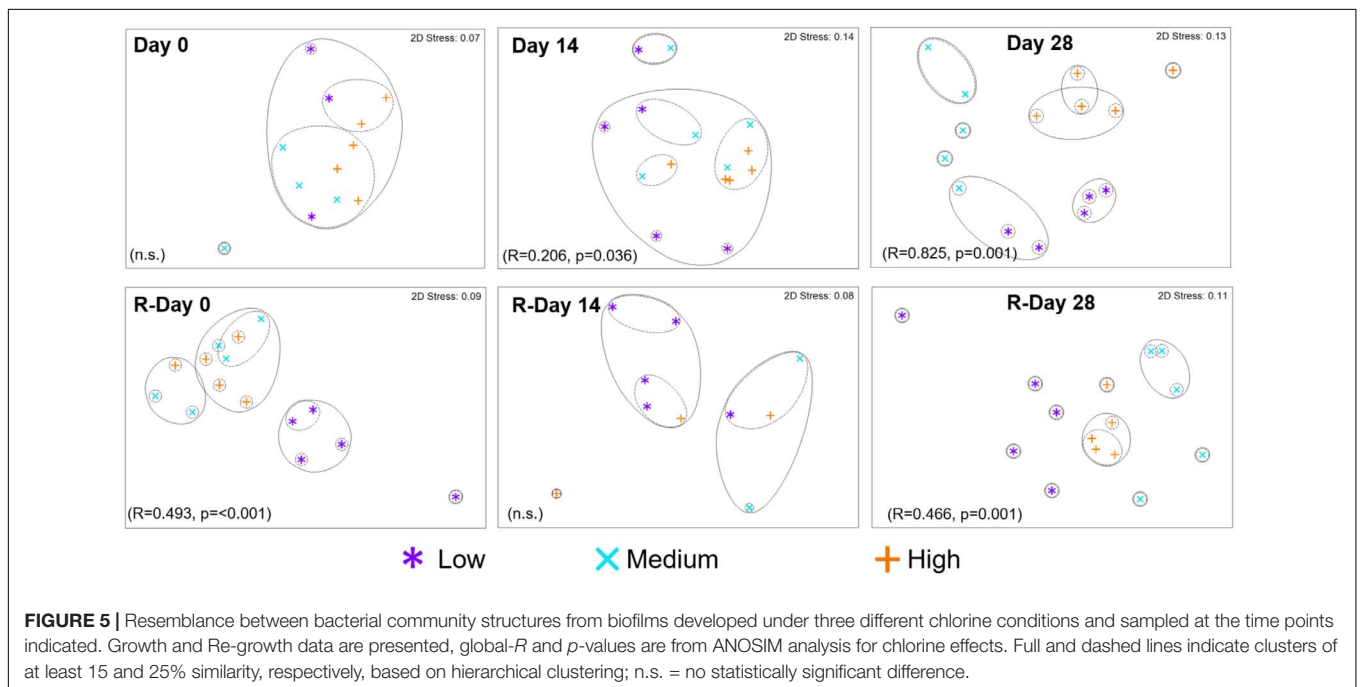 Day 0
2D Stress: 0.07
(n.s.)
Day 14
2D Stress: 0.14
(R=0.206, p=0.036)
Day 28
2D Stress: 0.13
(R=0.825, p=0.001)
R-Day 0
2D Stress: 0.09
(R=0.493, p=<0.001)
R-Day 14
2D Stress: 0.08
(n.s.)
R-Day 28
2D Stress: 0.11
(R=0.466, p=0.001)
Low
Medium
High
FIGURE 5 | Resemblance between bacterial community structures from biofilms developed under three different chlorine conditions and sampled at the time points
indicated. Growth and Re-growth data are presented, global-R and p-values are from ANOSIM analysis for chlorine effects. Full and dashed lines indicate clusters of
at least 15 and 25% similarity, respectively, based on hierarchical clustering; n.s. = no statistically significant difference.